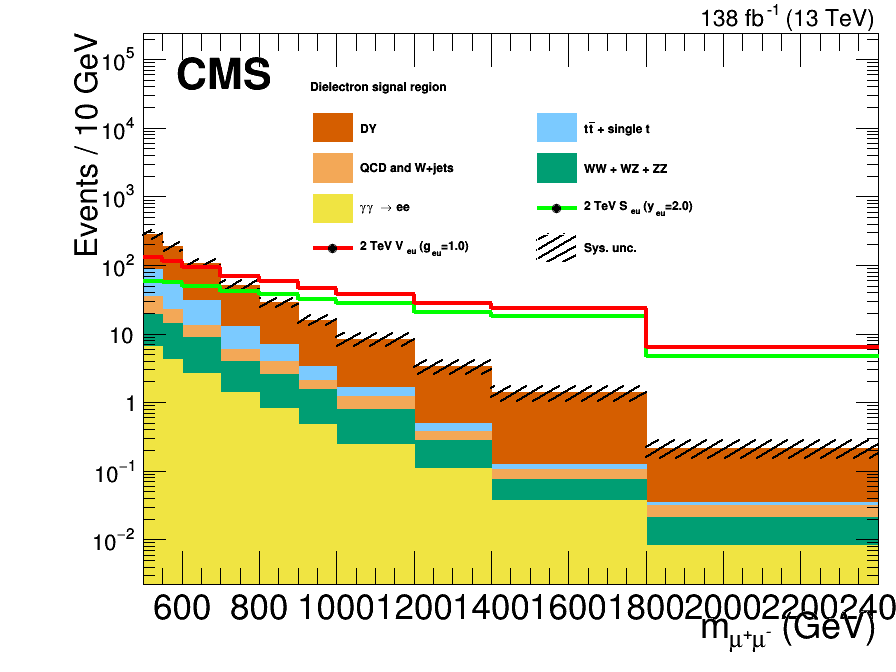 138 fb⁻¹ (13 TeV)
CMS
Dielectron signal region
DY
tt̅ + single t
QCD and W+jets
WW + WZ + ZZ
γγ → ee
2 TeV S_eu (y_eu=2.0)
2 TeV V_eu (g_eu=1.0)
Sys. unc.
Events / 10 GeV
10⁵
10⁴
10³
10²
10
1
10⁻¹
10⁻²
600 800 1000 1200 1400 1600 1800 2000 2200 240
m_μ⁺μ⁻ (GeV)